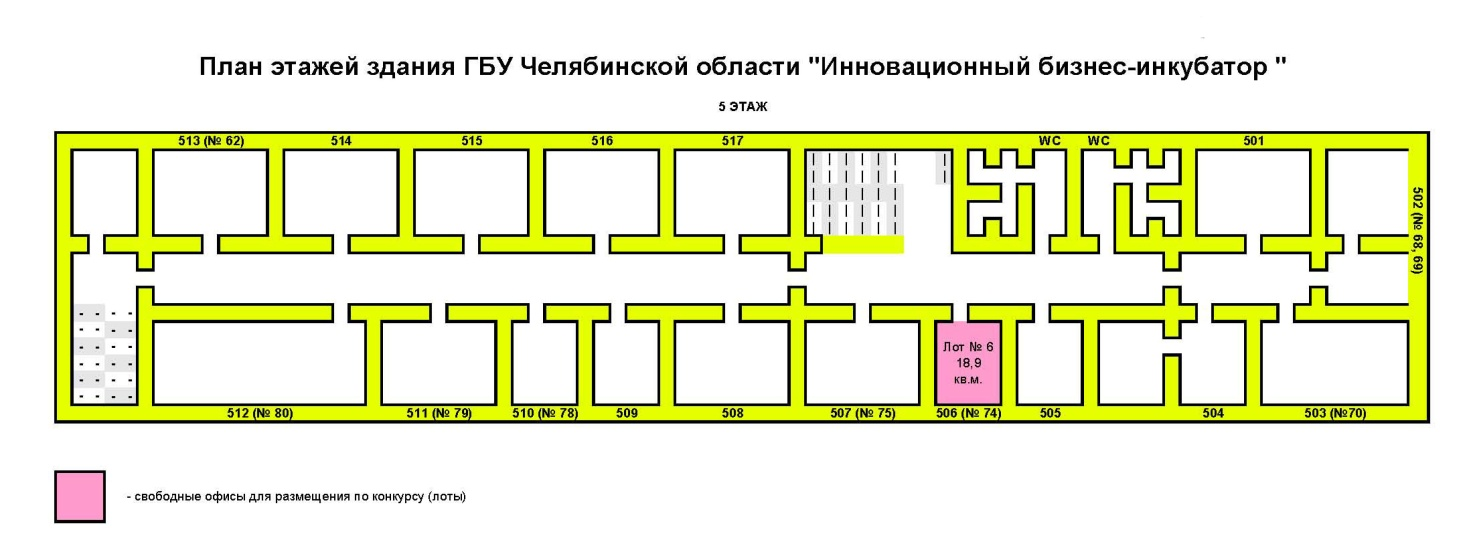 План этажей здания ГБУ Челябинской области "Инновационный бизнес-инкубатор "
5 ЭТАЖ
513 (№ 62) 514 515 516 517 WC WC 501
502 (№ 68, 69)
Лот № 6
18,9
кв.м.
512 (№ 80) 511 (№ 79) 510 (№ 78) 509 508 507 (№ 75) 506 (№ 74) 505 504 503 (№70)
- свободные офисы для размещения по конкурсу (лоты)